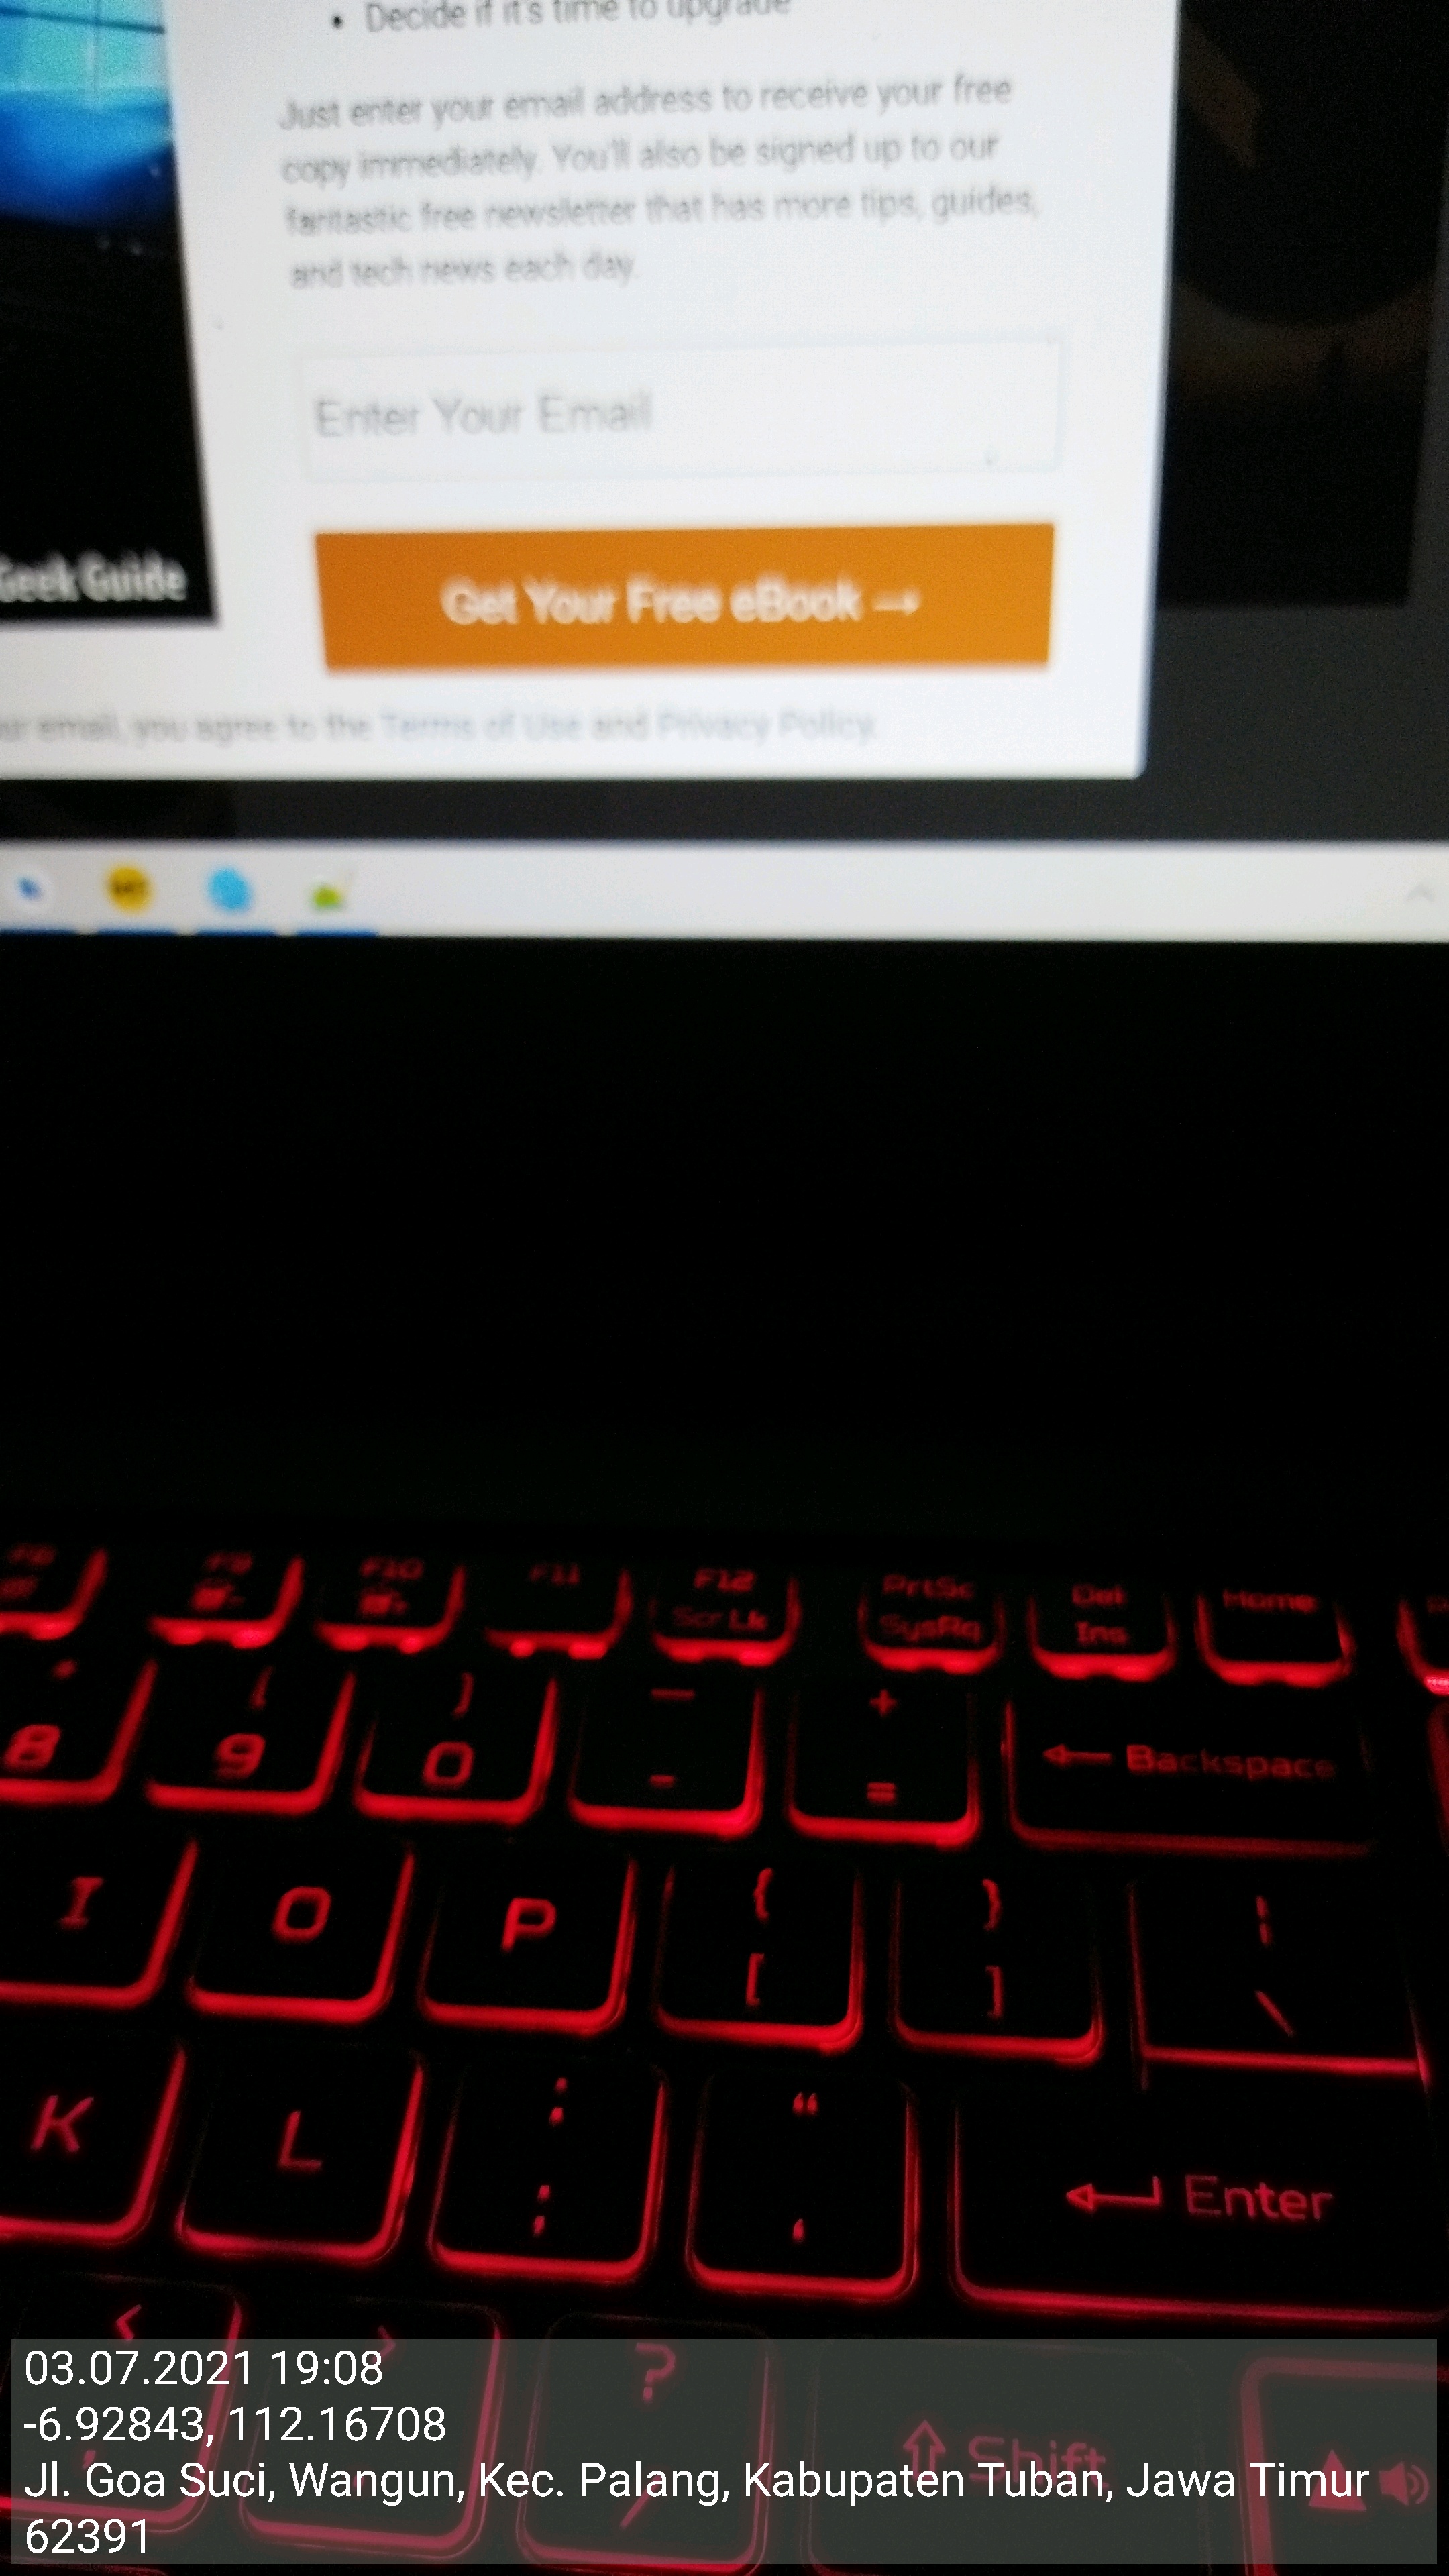 Decide if it's time to upgrade
Just enter your email address to receive your free
copy immediately. You'll also be signed up to our
fantastic free newsletter that has more tips, guides,
and tech news each day.
Enter Your Email
Geek Guide
Get Your Free eBook →
email, you agree to the Terms of Use and Privacy Policy.
F9 F10 F11 F12 PrtSc Del Home
Scr Lk SysRq Ins
* ( ) — +
8 9 0 - = ← Backspace
I O P { } ¦
[ ] \
K L : “
; ‘ Enter
< > ?
/ ⇧ Shift
03.07.2021 19:08
-6.92843, 112.16708
Jl. Goa Suci, Wangun, Kec. Palang, Kabupaten Tuban, Jawa Timur
62391